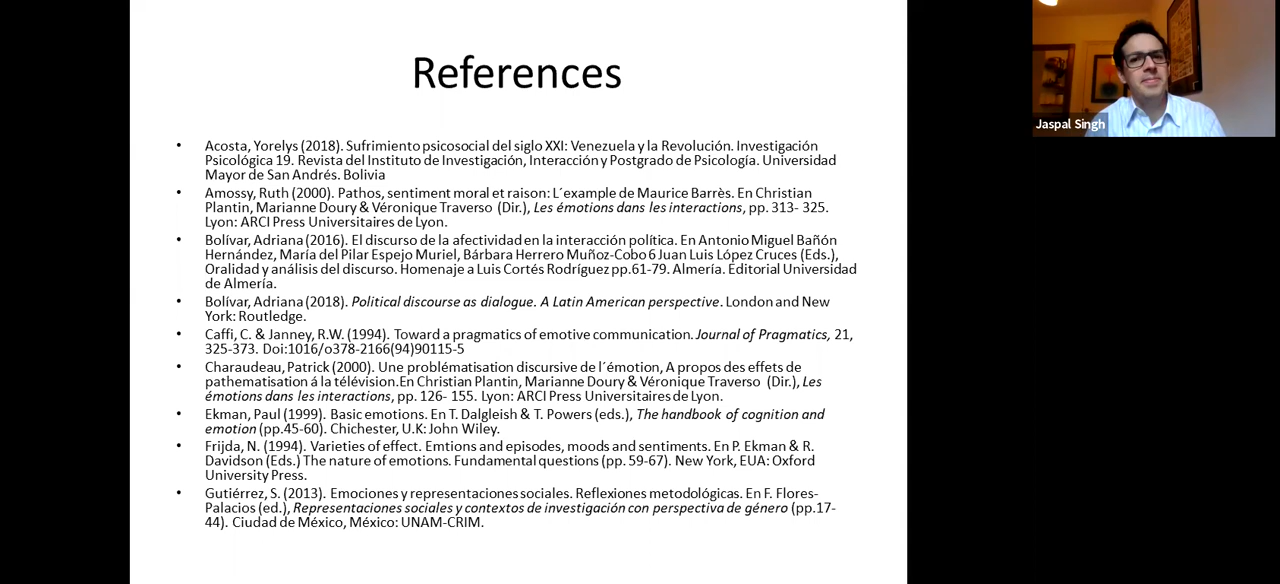 References
• Acosta, Yorelys (2018). Sufrimiento psicosocial del siglo XXI: Venezuela y la Revolución. Investigación
Psicológica 19. Revista del Instituto de Investigación, Interacción y Postgrado de Psicología. Universidad
Mayor de San Andrés. Bolivia
• Amossy, Ruth (2000). Pathos, sentiment moral et raison: L´example de Maurice Barrès. En Christian
Plantin, Marianne Doury & Véronique Traverso (Dir.), Les émotions dans les interactions, pp. 313- 325.
Lyon: ARCI Press Universitaires de Lyon.
• Bolívar, Adriana (2016). El discurso de la afectividad en la interacción política. En Antonio Miguel Bañón
Hernández, María del Pilar Espejo Muriel, Bárbara Herrero Muñoz-Cobo 6 Juan Luis López Cruces (Eds.),
Oralidad y análisis del discurso. Homenaje a Luis Cortés Rodríguez pp.61-79. Almería. Editorial Universidad
de Almería.
• Bolívar, Adriana (2018). Political discourse as dialogue. A Latin American perspective. London and New
York: Routledge.
• Caffi, C. & Janney, R.W. (1994). Toward a pragmatics of emotive communication. Journal of Pragmatics, 21,
325-373. Doi:1016/o378-2166(94)90115-5
• Charaudeau, Patrick (2000). Une problématisation discursive de l´émotion, A propos des effets de
pathematisation á la télévision.En Christian Plantin, Marianne Doury & Véronique Traverso (Dir.), Les
émotions dans les interactions, pp. 126- 155. Lyon: ARCI Press Universitaires de Lyon.
• Ekman, Paul (1999). Basic emotions. En T. Dalgleish & T. Powers (eds.), The handbook of cognition and
emotion (pp.45-60). Chichester, U.K: John Wiley.
• Frijda, N. (1994). Varieties of effect. Emtions and episodes, moods and sentiments. En P. Ekman & R.
Davidson (Eds.) The nature of emotions. Fundamental questions (pp. 59-67). New York, EUA: Oxford
University Press.
• Gutiérrez, S. (2013). Emociones y representaciones sociales. Reflexiones metodológicas. En F. Flores-
Palacios (ed.), Representaciones sociales y contextos de investigación con perspectiva de género (pp.17-
44). Ciudad de México, México: UNAM-CRIM.
Jaspal Singh